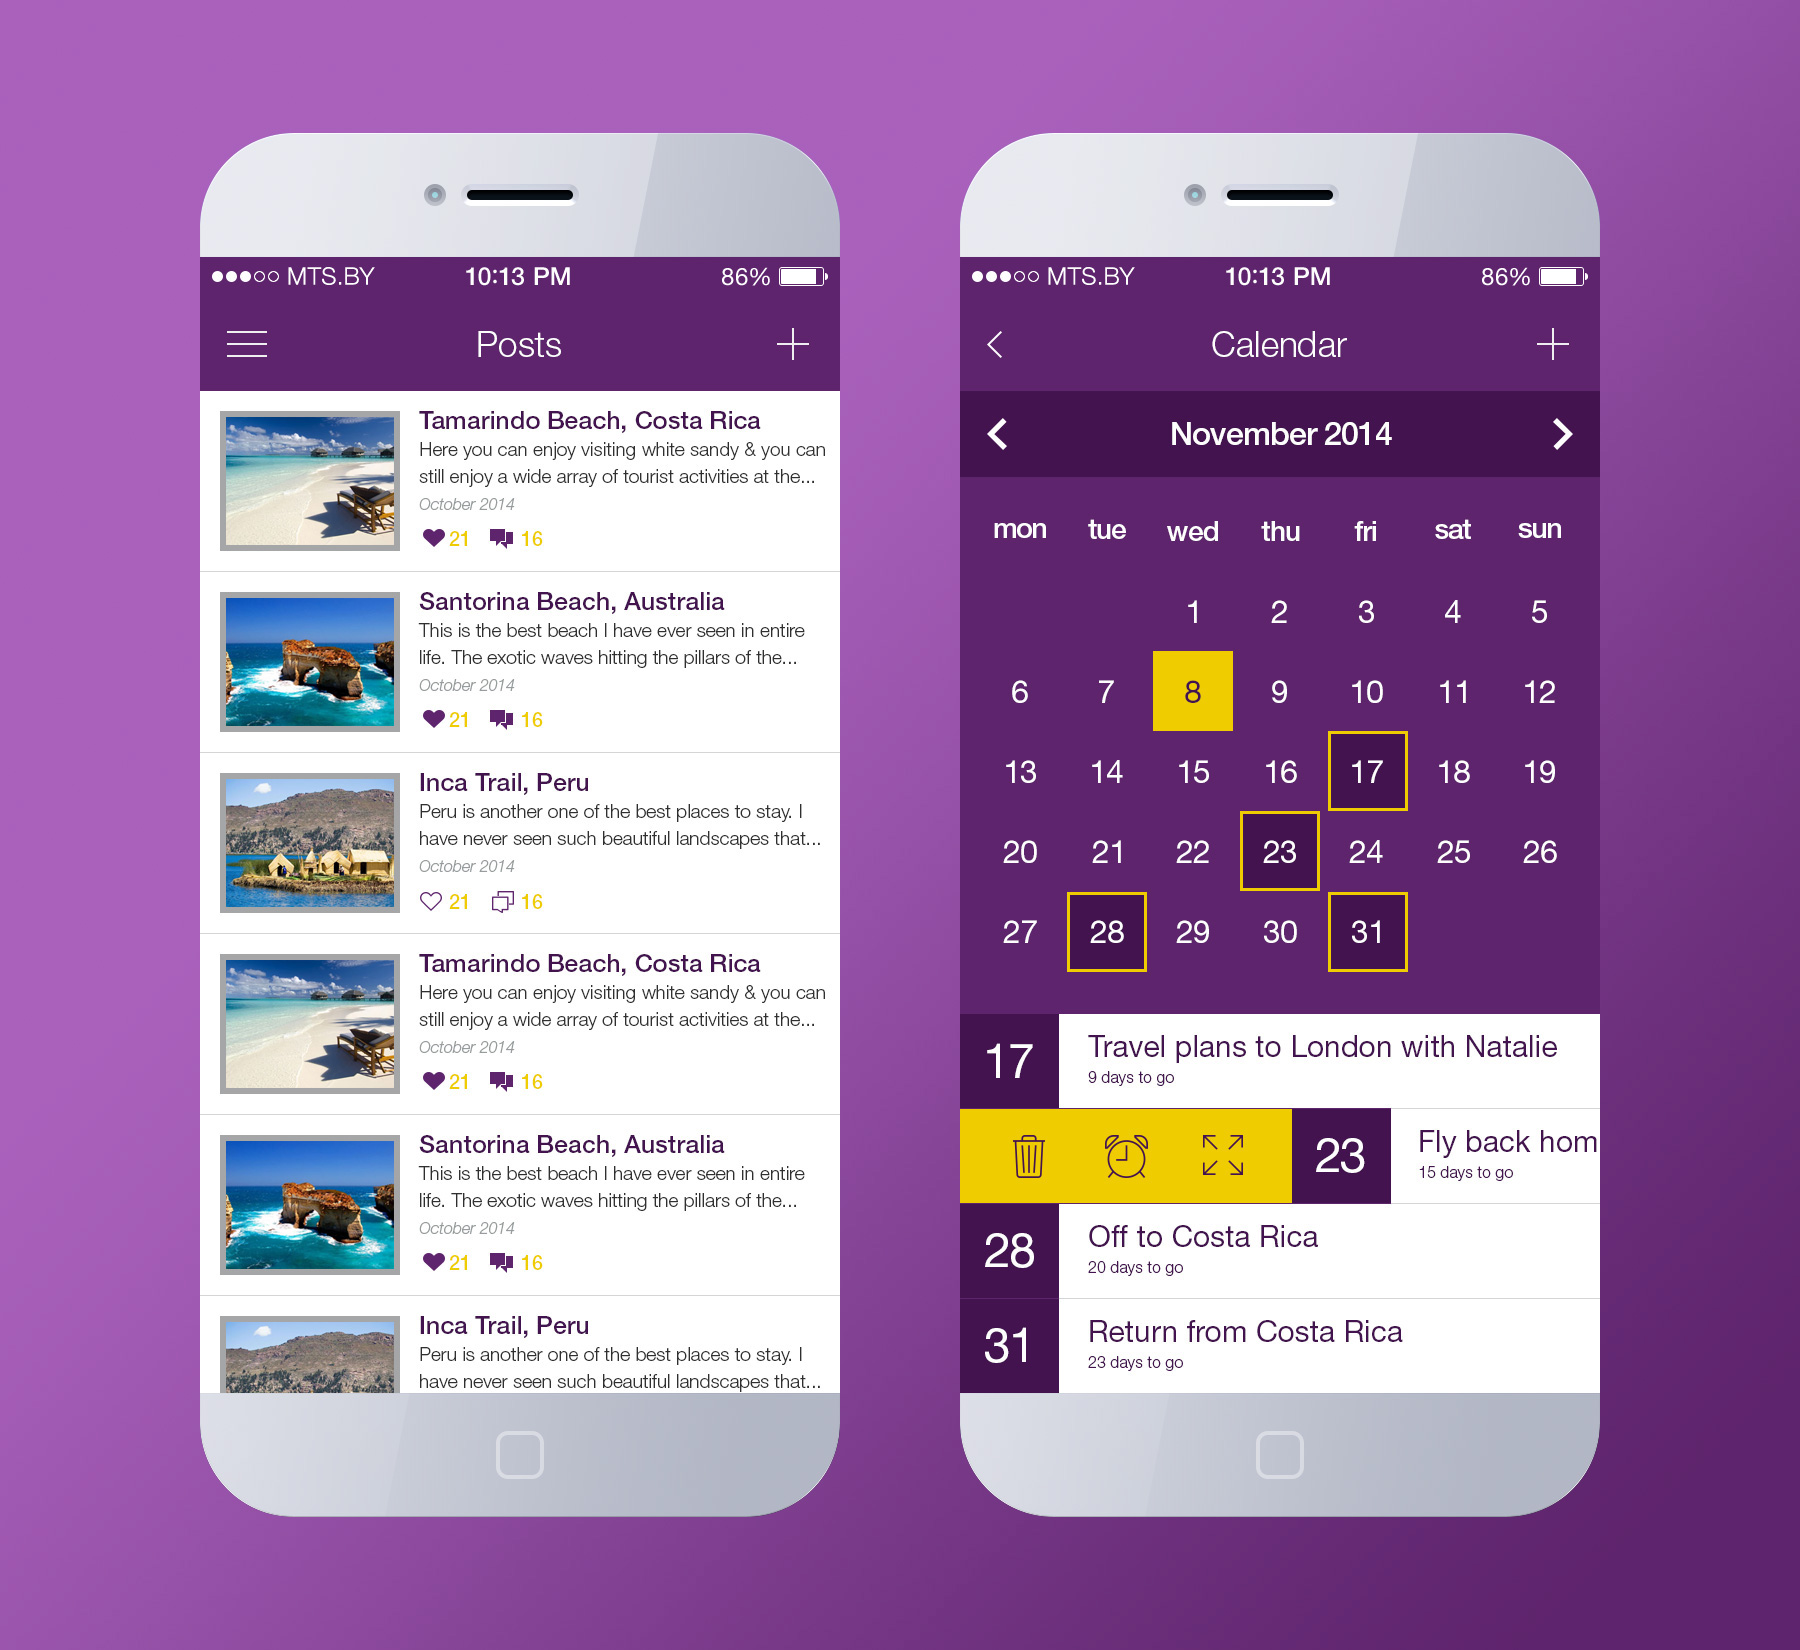 MTS.BY 10:13 PM 86%
Posts
Tamarindo Beach, Costa Rica
Here you can enjoy visiting white sandy & you can
still enjoy a wide array of tourist activities at the...
October 2014
21 16
Santorina Beach, Australia
This is the best beach I have ever seen in entire
life. The exotic waves hitting the pillars of the...
October 2014
21 16
Inca Trail, Peru
Peru is another one of the best places to stay. I
have never seen such beautiful landscapes that...
October 2014
21 16
Tamarindo Beach, Costa Rica
Here you can enjoy visiting white sandy & you can
still enjoy a wide array of tourist activities at the...
October 2014
21 16
Santorina Beach, Australia
This is the best beach I have ever seen in entire
life. The exotic waves hitting the pillars of the...
October 2014
21 16
Inca Trail, Peru
Peru is another one of the best places to stay. I
have never seen such beautiful landscapes that...
MTS.BY 10:13 PM 86%
Calendar
November 2014
mon tue wed thu fri sat sun
1 2 3 4 5
6 7 8 9 10 11 12
13 14 15 16 17 18 19
20 21 22 23 24 25 26
27 28 29 30 31
17 Travel plans to London with Natalie
9 days to go
23 Fly back hom
15 days to go
28 Off to Costa Rica
20 days to go
31 Return from Costa Rica
23 days to go